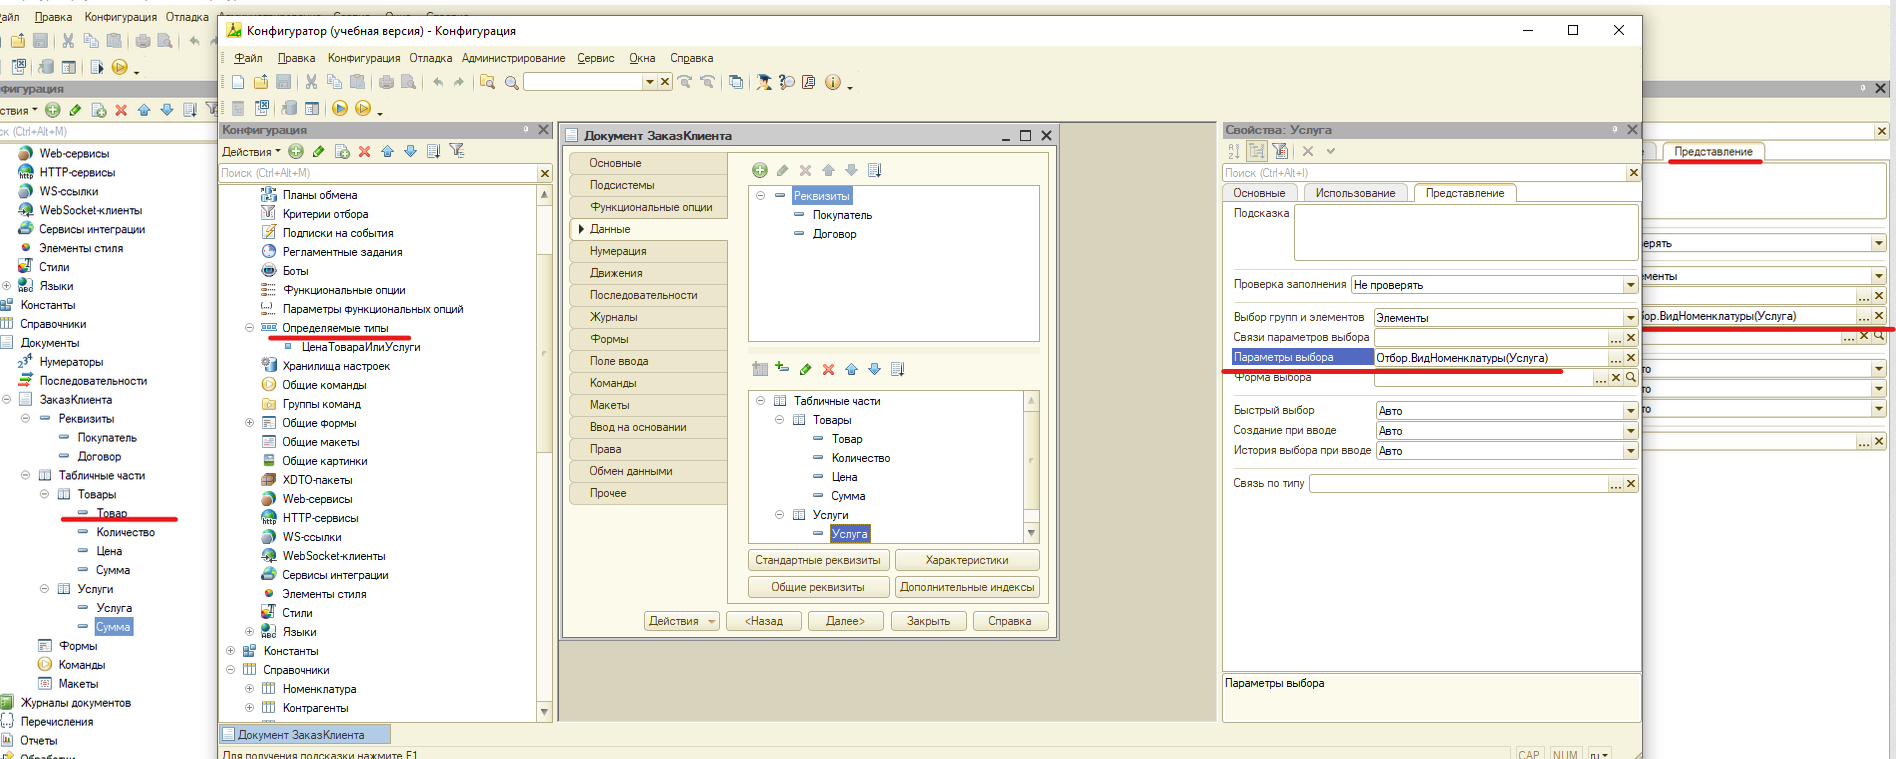 айл Правка Конфигурация Отладка
Конфигуратор (учебная версия) - Конфигурация
Файл Правка Конфигурация Отладка Администрирование Сервис Окна Справка
фигурация
ствия
ск (Ctrl+Alt+M)
Web-сервисы
HTTP-сервисы
WS-ссылки
WebSocket-клиенты
Сервисы интеграции
Элементы стиля
Стили
Языки
Константы
Справочники
Документы
Нумераторы
Последовательности
ЗаказКлиента
Реквизиты
Покупатель
Договор
Табличные части
Товары
Товар
Количество
Цена
Сумма
Услуги
Услуга
Сумма
Формы
Команды
Макеты
Журналы документов
Перечисления
Отчеты
Обработки
Конфигурация
Действия
Поиск (Ctrl+Alt+M)
Планы обмена
Критерии отбора
Подписки на события
Регламентные задания
Боты
Функциональные опции
Параметры функциональных опций
Определяемые типы
ЦенаТовараИлиУслуги
Хранилища настроек
Общие команды
Группы команд
Общие формы
Общие макеты
Общие картинки
XDTO-пакеты
Web-сервисы
HTTP-сервисы
WS-ссылки
WebSocket-клиенты
Сервисы интеграции
Элементы стиля
Стили
Языки
Константы
Справочники
Номенклатура
Контрагенты
Документ ЗаказКлиента
Основные
Подсистемы
Функциональные опции
Данные
Нумерация
Движения
Последовательности
Журналы
Формы
Поле ввода
Команды
Макеты
Ввод на основании
Права
Обмен данными
Прочее
Реквизиты
Покупатель
Договор
Табличные части
Товары
Товар
Количество
Цена
Сумма
Услуги
Услуга
Стандартные реквизиты Характеристики
Общие реквизиты Дополнительные индексы
Действия <Назад Далее> Закрыть Справка
Свойства: Услуга
Поиск (Ctrl+Alt+I)
Основные Использование Представление
Подсказка
Проверка заполнения Не проверять
Выбор групп и элементов Элементы
Связи параметров выбора
Параметры выбора Отбор.ВидНоменклатуры(Услуга)
Форма выбора
Быстрый выбор Авто
Создание при вводе Авто
История выбора при вводе Авто
Связь по типу
Параметры выбора
Представление
ерять
менты
бор.ВидНоменклатуры(Услуга)
то
то
то
Документ ЗаказКлиента
Для получения подсказки нажмите F1
CAP NUM ru